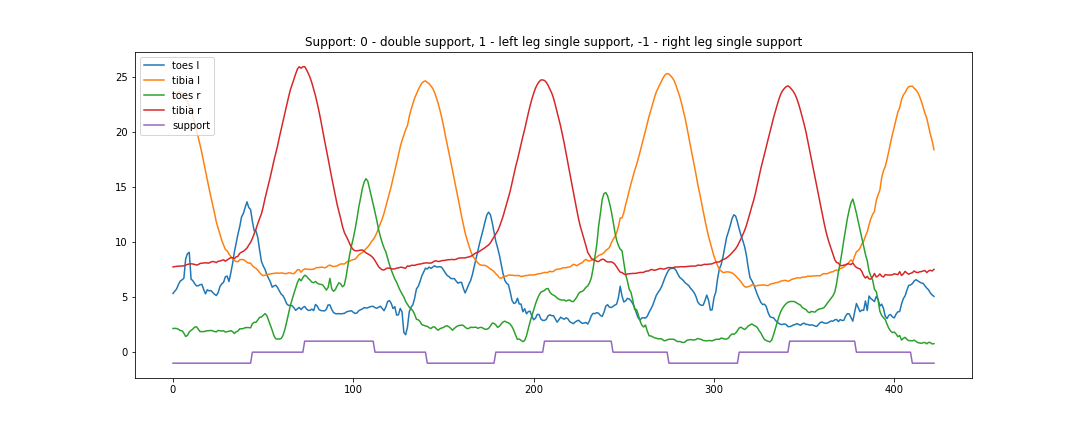 Support: 0 - double support, 1 - left leg single support, -1 - right leg single support
toes l
tibia l
toes r
tibia r
support
25
20
15
10
5
0
0 100 200 300 400